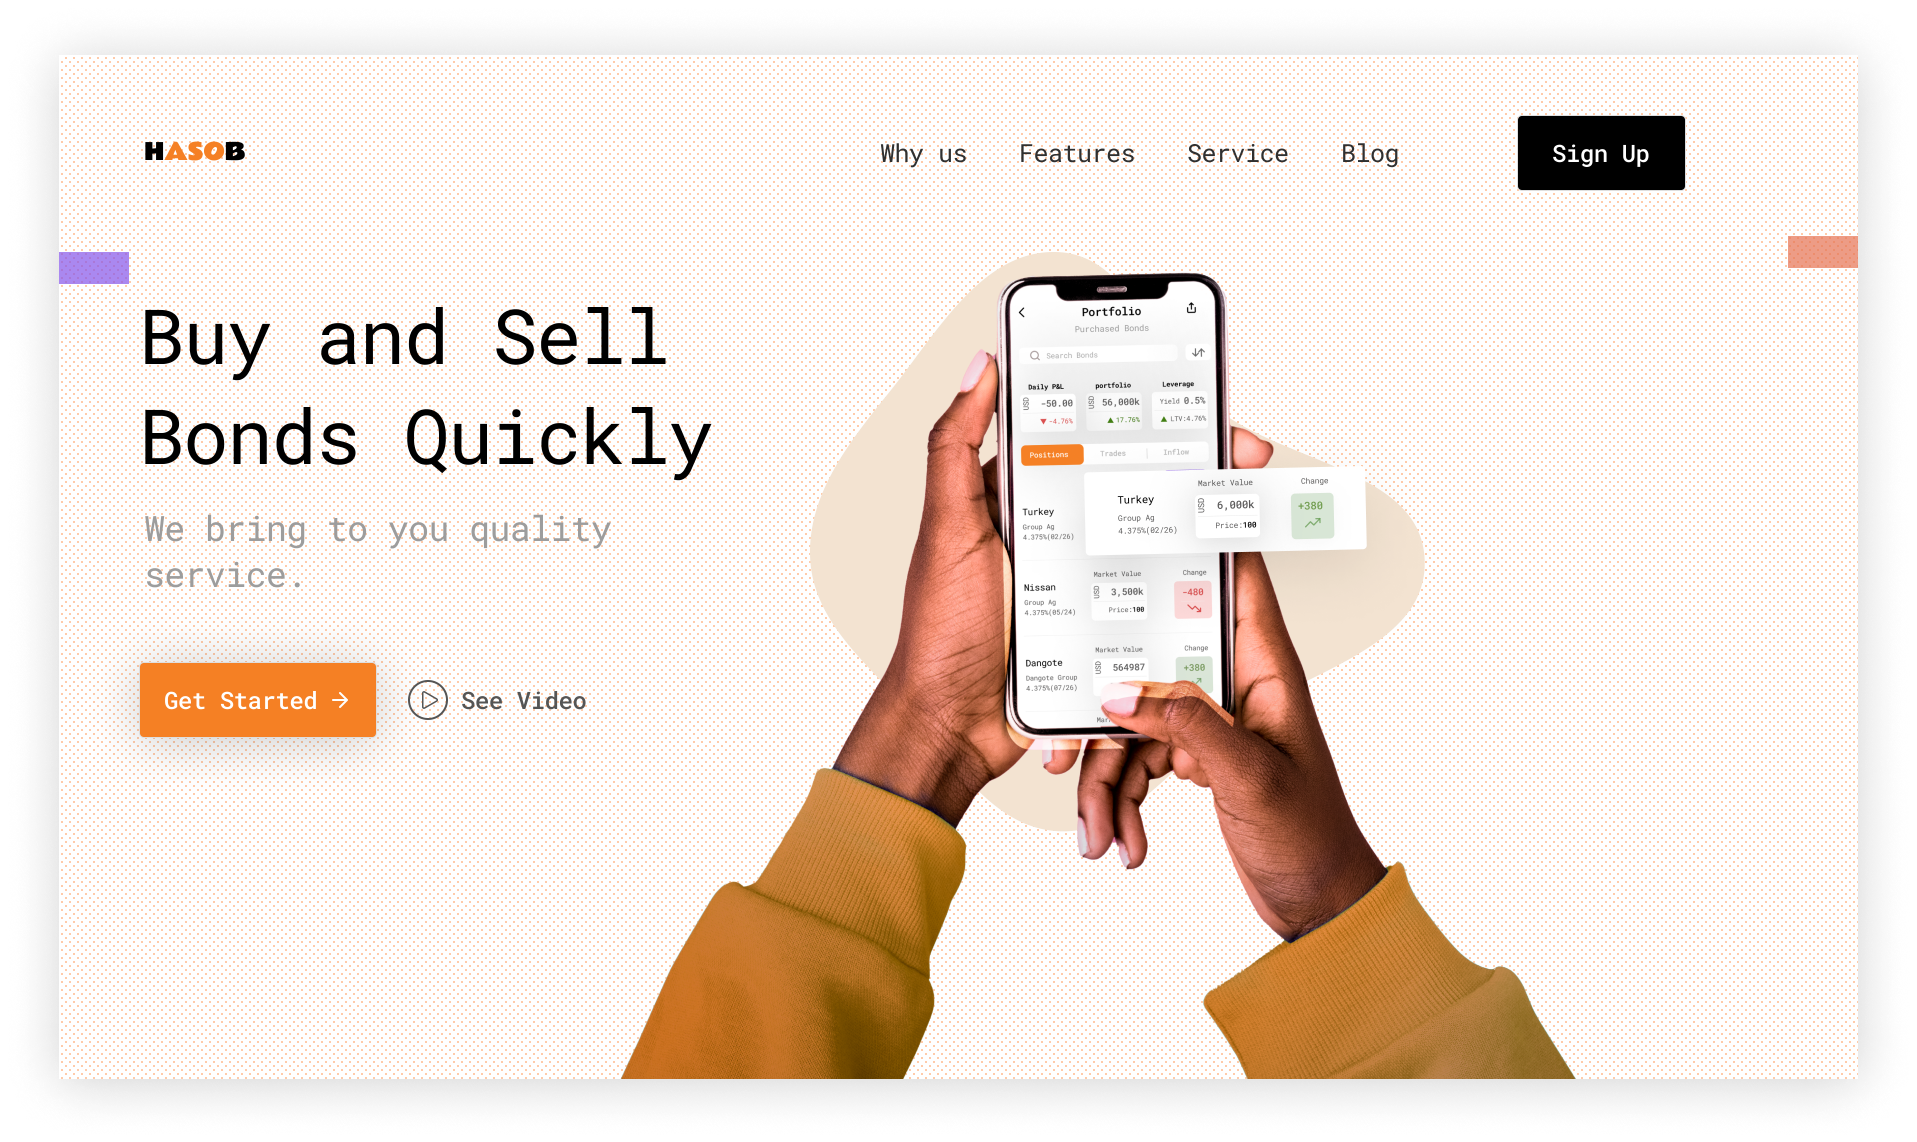 HASOB
Why us Features Service Blog Sign Up
Buy and Sell
Bonds Quickly
We bring to you quality
service.
Get Started →
See Video
Portfolio
Purchased Bonds
Search Bonds
Daily P&L portfolio Leverage
USD -50.00 USD 56,000k Yield 0.5%
▼ -4.76% ▲ 17.76% ▲ LTV:4.76%
Positions Trades Inflow
Turkey
Group Ag
4.375%(02/26)
Market Value Change
Turkey USD 6,000k +380
Group Ag
4.375%(02/26) Price:100
Market Value Change
Nissan USD 3,500k -480
Group Ag
4.375%(05/24) Price:100
Market Value Change
Dangote USD 564987 +380
Dangote Group
4.375%(07/26)